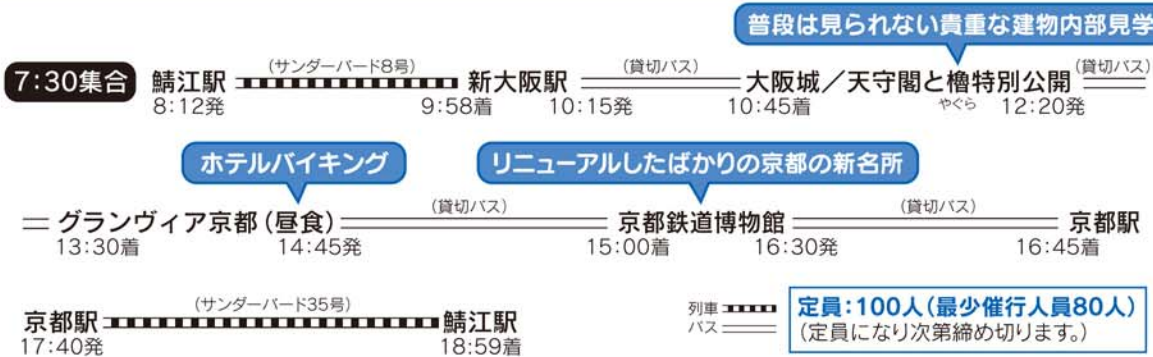 普段は見られない貴重な建物内部見学
7:30集合 鯖江駅 (サンダーバード8号) 新大阪駅 (貸切バス) 大阪城／天守閣と櫓特別公開 (貸切バス)
やぐら
8:12発 9:58着 10:15発 10:45着 12:20発
ホテルバイキング リニューアルしたばかりの京都の新名所
グランヴィア京都(昼食) (貸切バス) 京都鉄道博物館 (貸切バス) 京都駅
13:30着 14:45発 15:00着 16:30発 16:45着
京都駅 (サンダーバード35号) 鯖江駅
17:40発 18:59着
列車
バス
定員：100人(最少催行人員80人)
(定員になり次第締め切ります。)